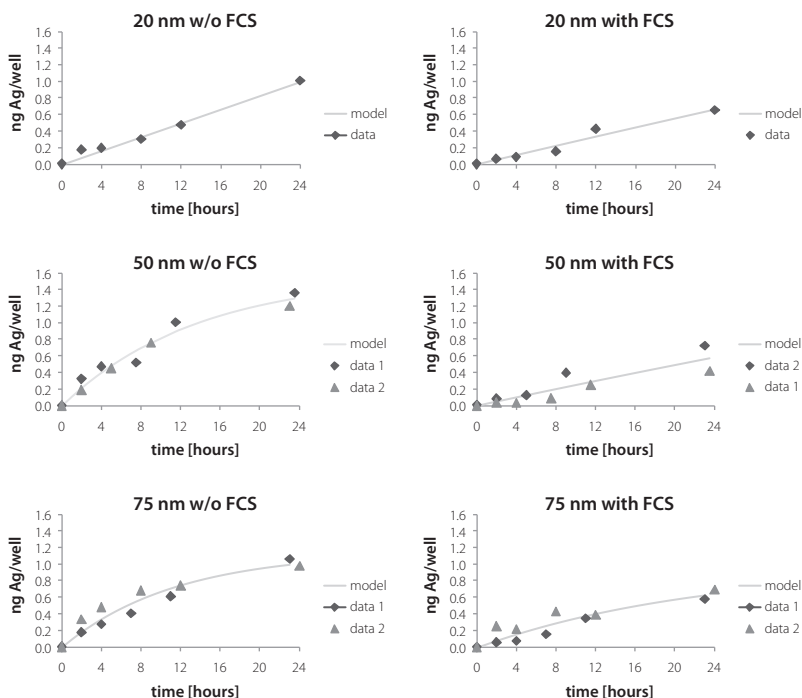 20 nm w/o FCS
ng Ag/well
1.6
1.4
1.2
1.0
0.8
0.6
0.4
0.2
0.0
0 4 8 12 16 20 24
time [hours]
model
data
20 nm with FCS
ng Ag/well
1.6
1.4
1.2
1.0
0.8
0.6
0.4
0.2
0.0
0 4 8 12 16 20 24
time [hours]
model
data
50 nm w/o FCS
ng Ag/well
1.6
1.4
1.2
1.0
0.8
0.6
0.4
0.2
0.0
0 4 8 12 16 20 24
time [hours]
model
data 1
data 2
50 nm with FCS
ng Ag/well
1.6
1.4
1.2
1.0
0.8
0.6
0.4
0.2
0.0
0 4 8 12 16 20 24
time [hours]
model
data 2
data 1
75 nm w/o FCS
ng Ag/well
1.6
1.4
1.2
1.0
0.8
0.6
0.4
0.2
0.0
0 4 8 12 16 20 24
time [hours]
model
data 1
data 2
75 nm with FCS
ng Ag/well
1.6
1.4
1.2
1.0
0.8
0.6
0.4
0.2
0.0
0 4 8 12 16 20 24
time [hours]
model
data 1
data 2